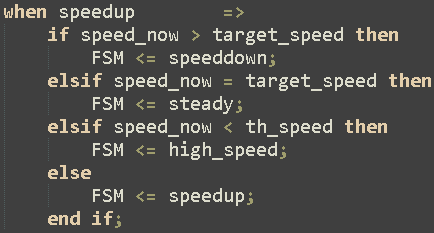 when speedup =>
if speed_now > target_speed then
FSM <= speeddown;
elsif speed_now = target_speed then
FSM <= steady;
elsif speed_now < th_speed then
FSM <= high_speed;
else
FSM <= speedup;
end if;